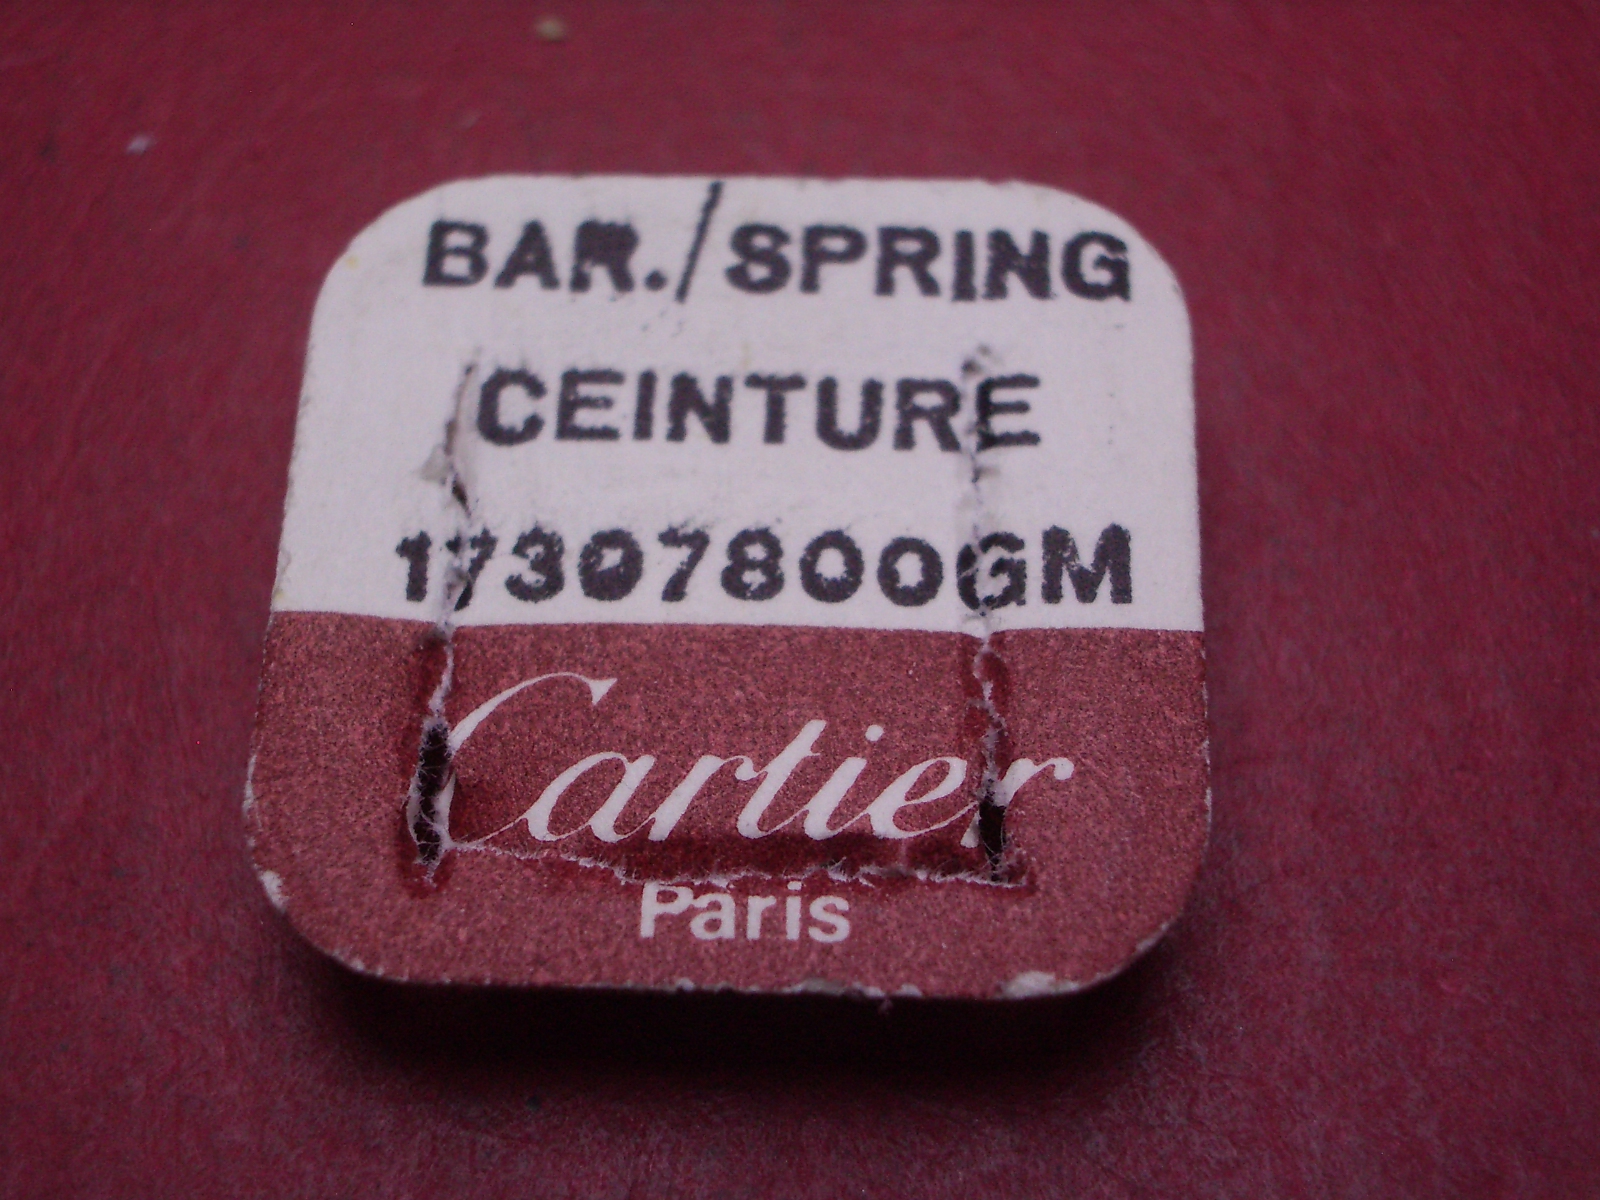 BAR./SPRING
CEINTURE
17307800GM
Cartier
Paris